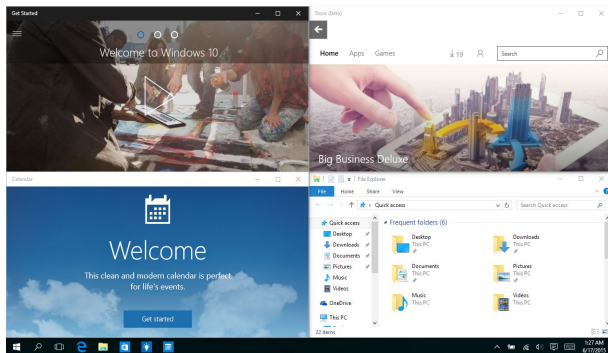 Get Started
Welcome to Windows 10
Store (Beta)
Home Apps Games 19 Search
Big Business Deluxe
Calendar
Welcome
This clean and modern calendar is perfect
for life's events.
Get started
File Explorer
File Home Share View
Quick access Search Quick access
Quick access
Desktop
Downloads
Documents
Pictures
Music
Videos
OneDrive
This PC
Frequent folders (6)
Desktop
This PC
Downloads
This PC
Documents
This PC
Pictures
This PC
Music
This PC
Videos
This PC
22 items
1:27 AM
6/17/2015